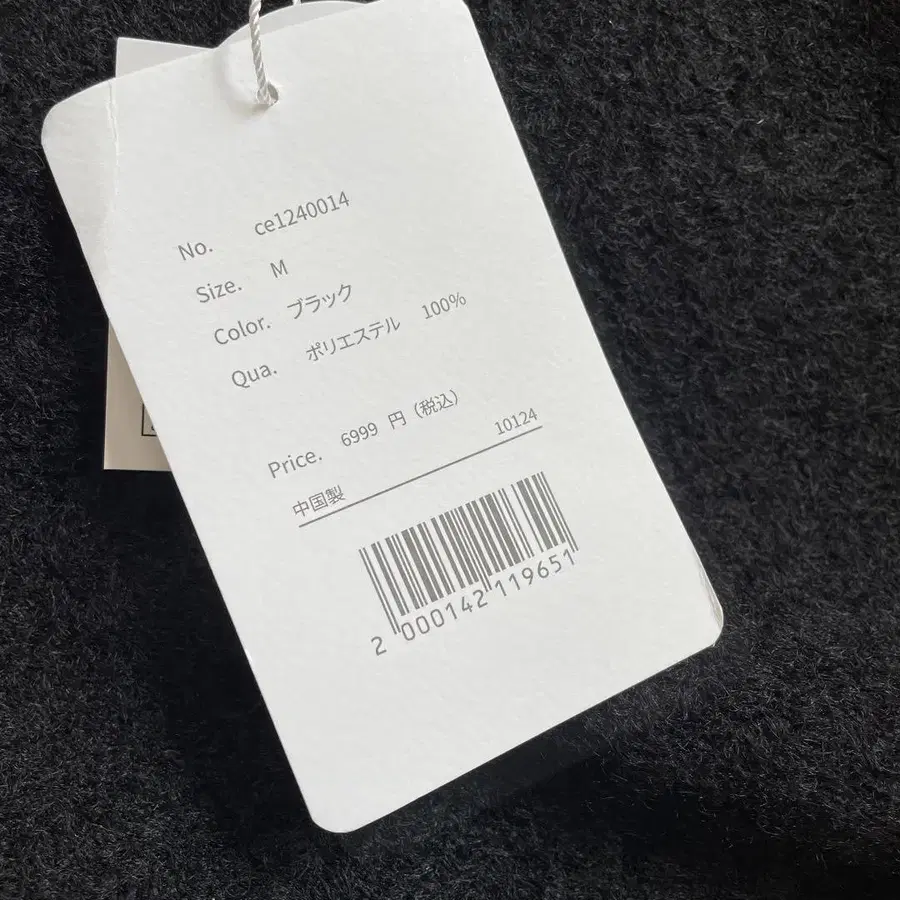 No. ce1240014
Size. M
Color. ブラック
Qua. ポリエステル 100%
Price. 6999 円（税込）
10124
中国製
2 000142 119651